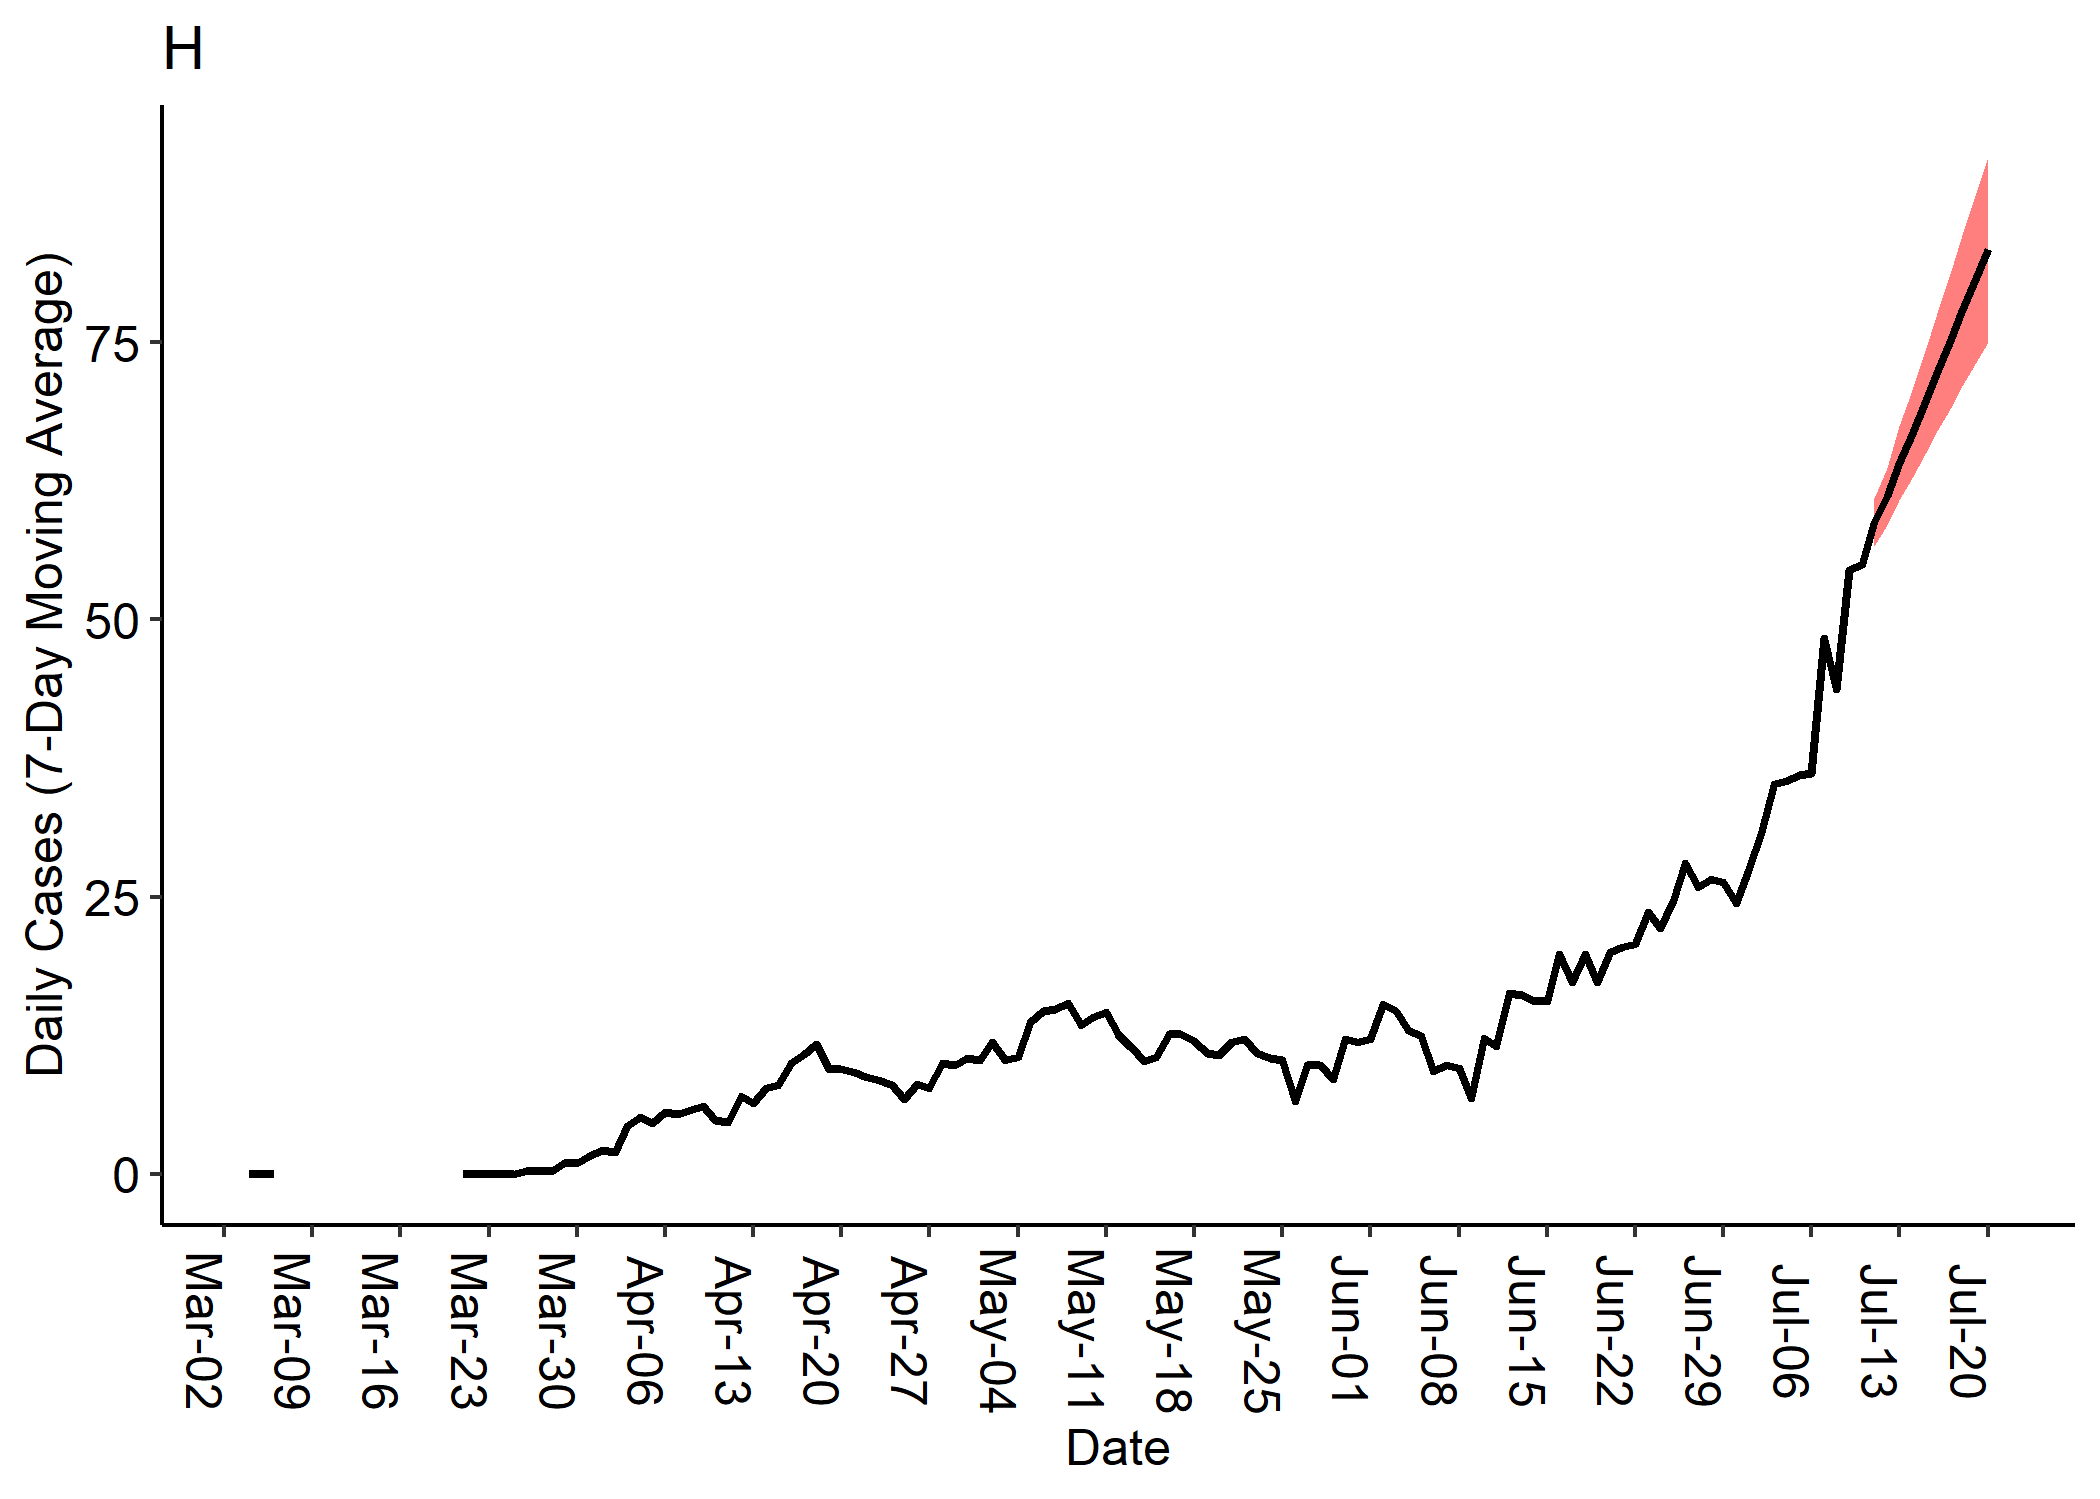 H
Daily Cases (7-Day Moving Average)
75
50
25
0
Mar-02
Mar-09
Mar-16
Mar-23
Mar-30
Apr-06
Apr-13
Apr-20
Apr-27
May-04
May-11
May-18
May-25
Jun-01
Jun-08
Jun-15
Jun-22
Jun-29
Jul-06
Jul-13
Jul-20
Date